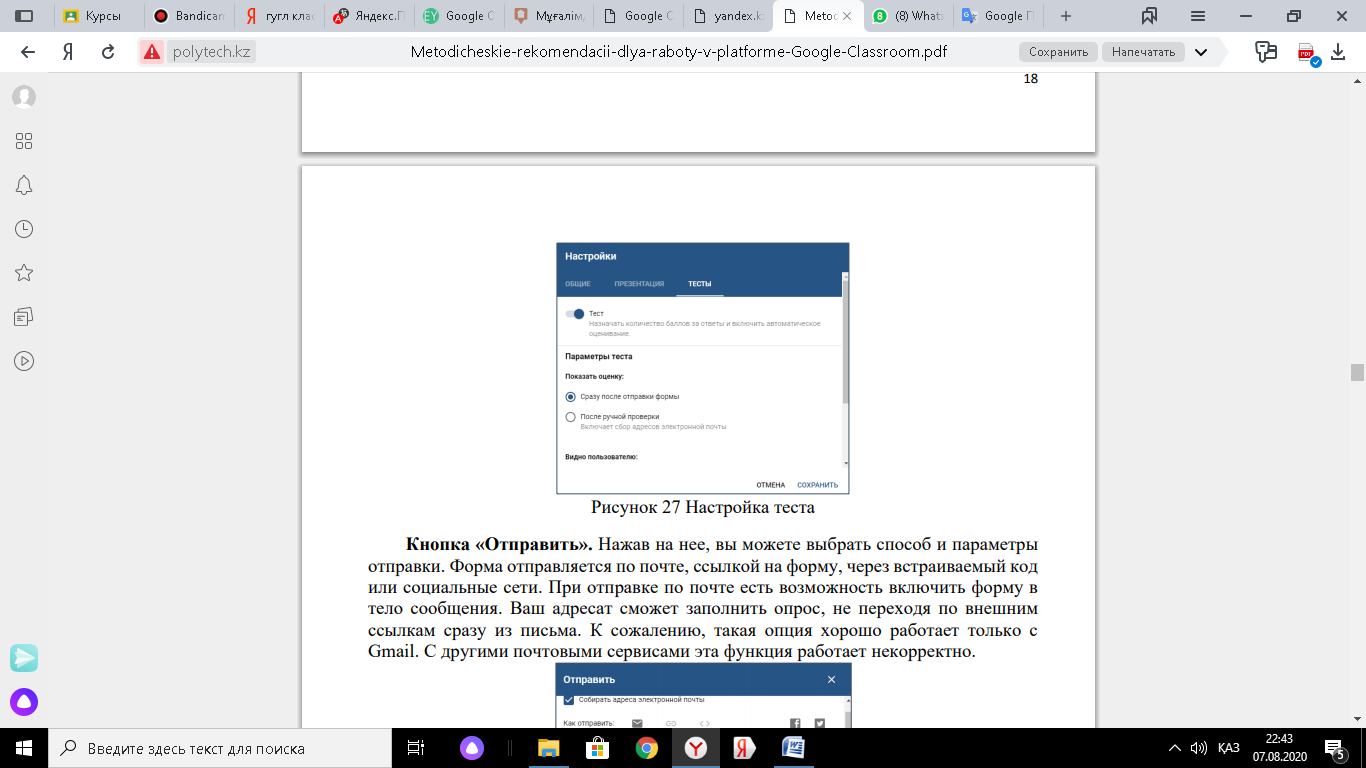 Курсы
Bandican
гугл клас
Яндекс.П
Google C
Мұғалім,
Google C
yandex.k
Metod
(8) Whats
Google П
polytech.kz
Metodicheskie-rekomendacii-dlya-raboty-v-platforme-Google-Classroom.pdf
Сохранить
Напечатать
18
Настройки
ОБЩИЕ ПРЕЗЕНТАЦИЯ ТЕСТЫ
Тест
Назначать количество баллов за ответы и включить автоматическое
оценивание.
Параметры теста
Показать оценку:
Сразу после отправки формы
После ручной проверки
Включает сбор адресов электронной почты
Видно пользователю:
ОТМЕНА СОХРАНИТЬ
Рисунок 27 Настройка теста
Кнопка «Отправить». Нажав на нее, вы можете выбрать способ и параметры
отправки. Форма отправляется по почте, ссылкой на форму, через встраиваемый код
или социальные сети. При отправке по почте есть возможность включить форму в
тело сообщения. Ваш адресат сможет заполнить опрос, не переходя по внешним
ссылкам сразу из письма. К сожалению, такая опция хорошо работает только с
Gmail. С другими почтовыми сервисами эта функция работает некорректно.
Отправить
Собирать адреса электронной почты
Как отправить:
Введите здесь текст для поиска
ҚАЗ
22:43
07.08.2020
5